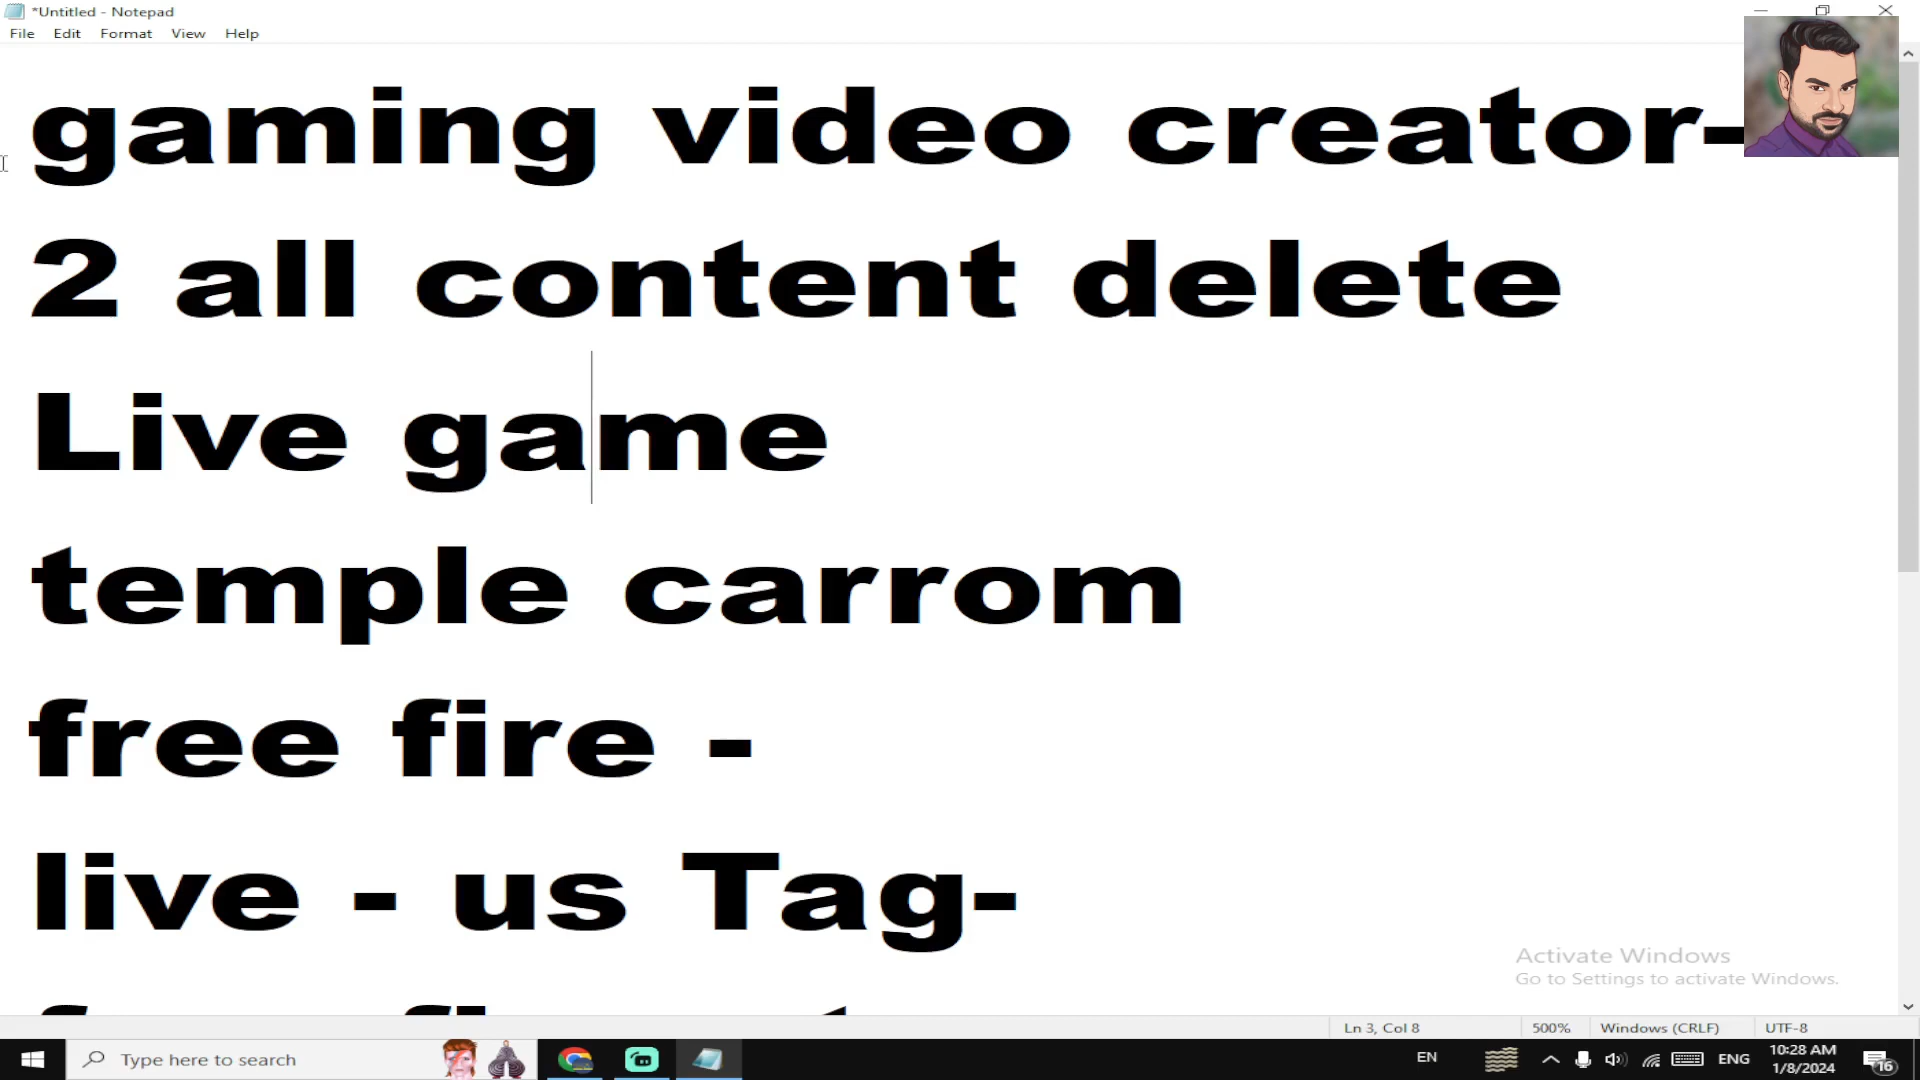 *Untitled - Notepad
File Edit Format View Help
gaming video creator-
2 all content delete
Live game
temple carrom
free fire -
live - us Tag-
Activate Windows
Go to Settings to activate Windows.
Ln 3, Col 8 500% Windows (CRLF) UTF-8
Type here to search
EN ENG 10:28 AM
1/8/2024 16